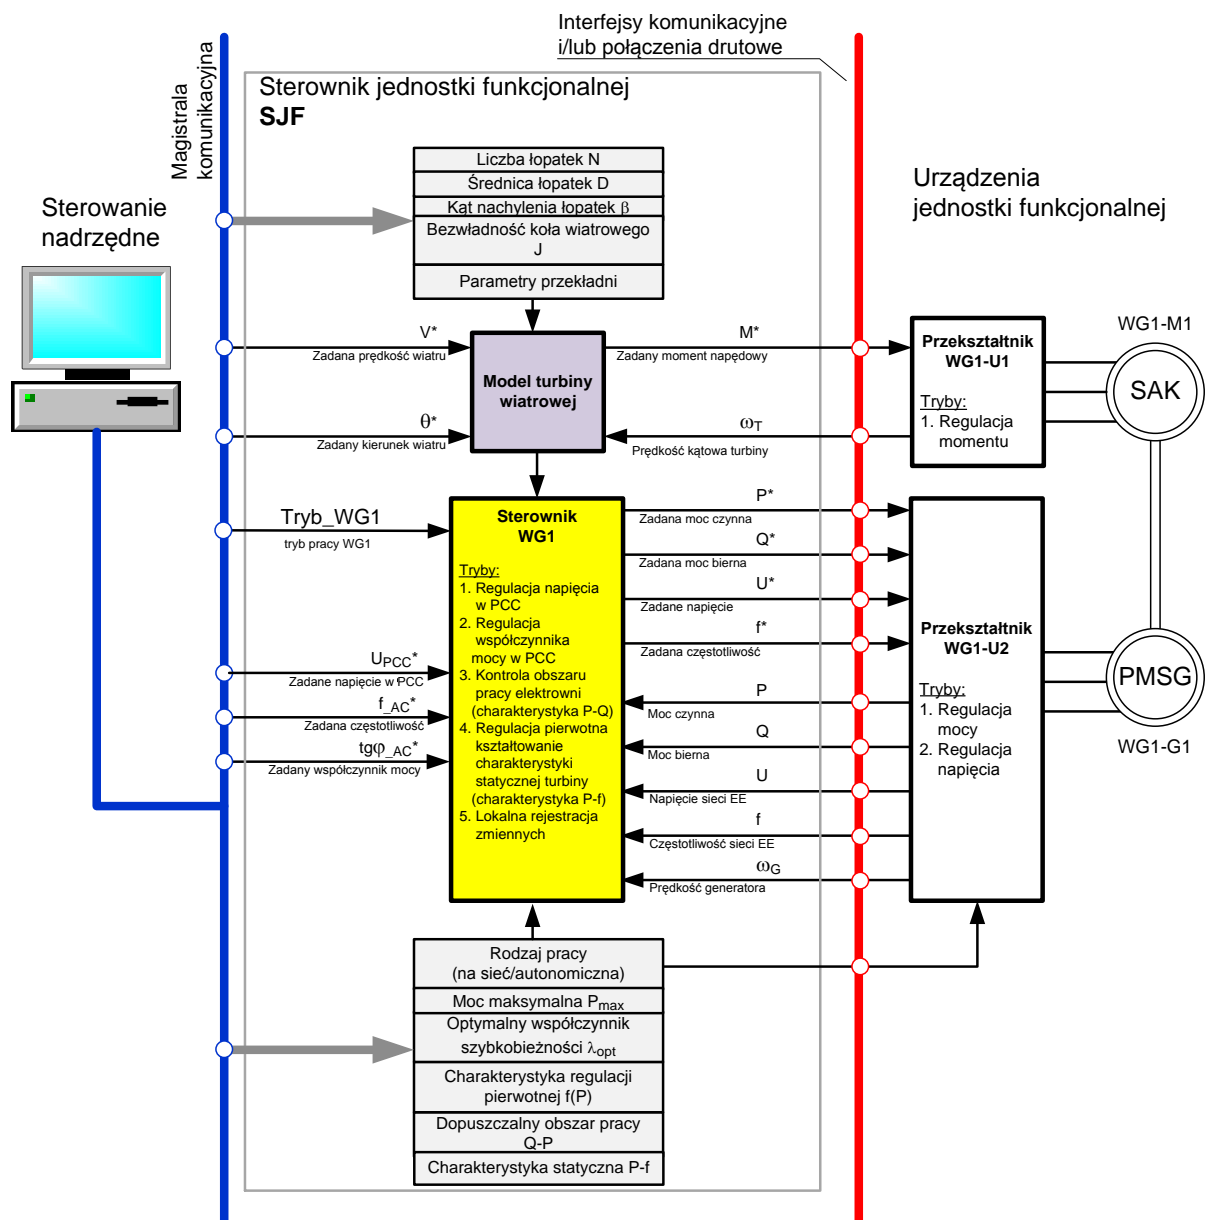 Interfejsy komunikacyjne
i/lub połączenia drutowe
Magistrala
komunikacyjna
Sterownik jednostki funkcjonalnej
SJF
Sterowanie
nadrzędne
Urządzenia
jednostki funkcjonalnej
Liczba łopatek N
Średnica łopatek D
Kąt nachylenia łopatek β
Bezwładność koła wiatrowego
J
Parametry przekładni
V*
Zadana prędkość wiatru
θ*
Zadany kierunek wiatru
Model turbiny
wiatrowej
M*
Zadany moment napędowy
ω_T
Prędkość kątowa turbiny
Przekształtnik
WG1-U1
Tryby:
1. Regulacja
momentu
WG1-M1
SAK
Tryb_WG1
tryb pracy WG1
U_PCC*
Zadane napięcie w PCC
f_AC*
Zadana częstotliwość
tgφ_AC*
Zadany współczynnik mocy
Sterownik
WG1
Tryby:
1. Regulacja napięcia
w PCC
2. Regulacja
współczynnika
mocy w PCC
3. Kontrola obszaru
pracy elektrowni
(charakterystyka P-Q)
4. Regulacja pierwotna
kształtowanie
charakterystyki
statycznej turbiny
(charakterystyka P-f)
5. Lokalna rejestracja
zmiennych
P*
Zadana moc czynna
Q*
Zadana moc bierna
U*
Zadane napięcie
f*
Zadana częstotliwość
P
Moc czynna
Q
Moc bierna
U
Napięcie sieci EE
f
Częstotliwość sieci EE
ω_G
Prędkość generatora
Przekształtnik
WG1-U2
Tryby:
1. Regulacja
mocy
2. Regulacja
napięcia
PMSG
WG1-G1
Rodzaj pracy
(na sieć/autonomiczna)
Moc maksymalna P_max
Optymalny współczynnik
szybkobieżności λ_opt
Charakterystyka regulacji
pierwotnej f(P)
Dopuszczalny obszar pracy
Q-P
Charakterystyka statyczna P-f